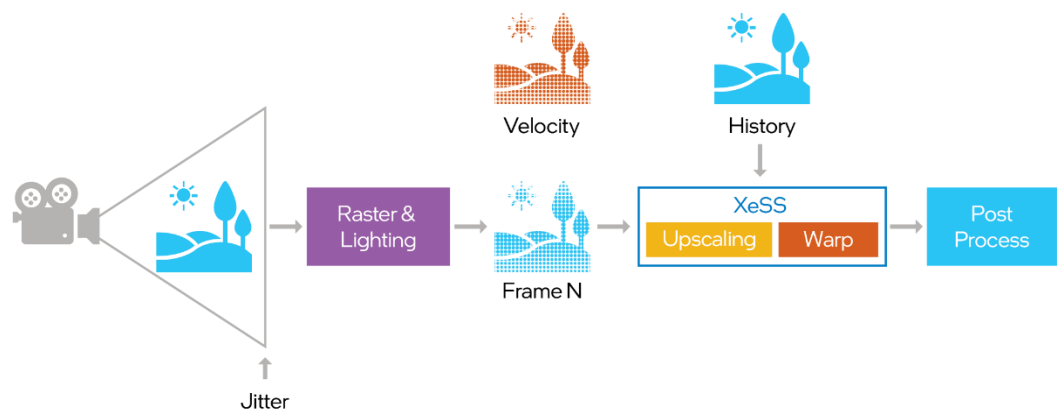 Velocity
History
XeSS
Raster &
Lighting
Upscaling
Warp
Post
Process
Frame N
Jitter